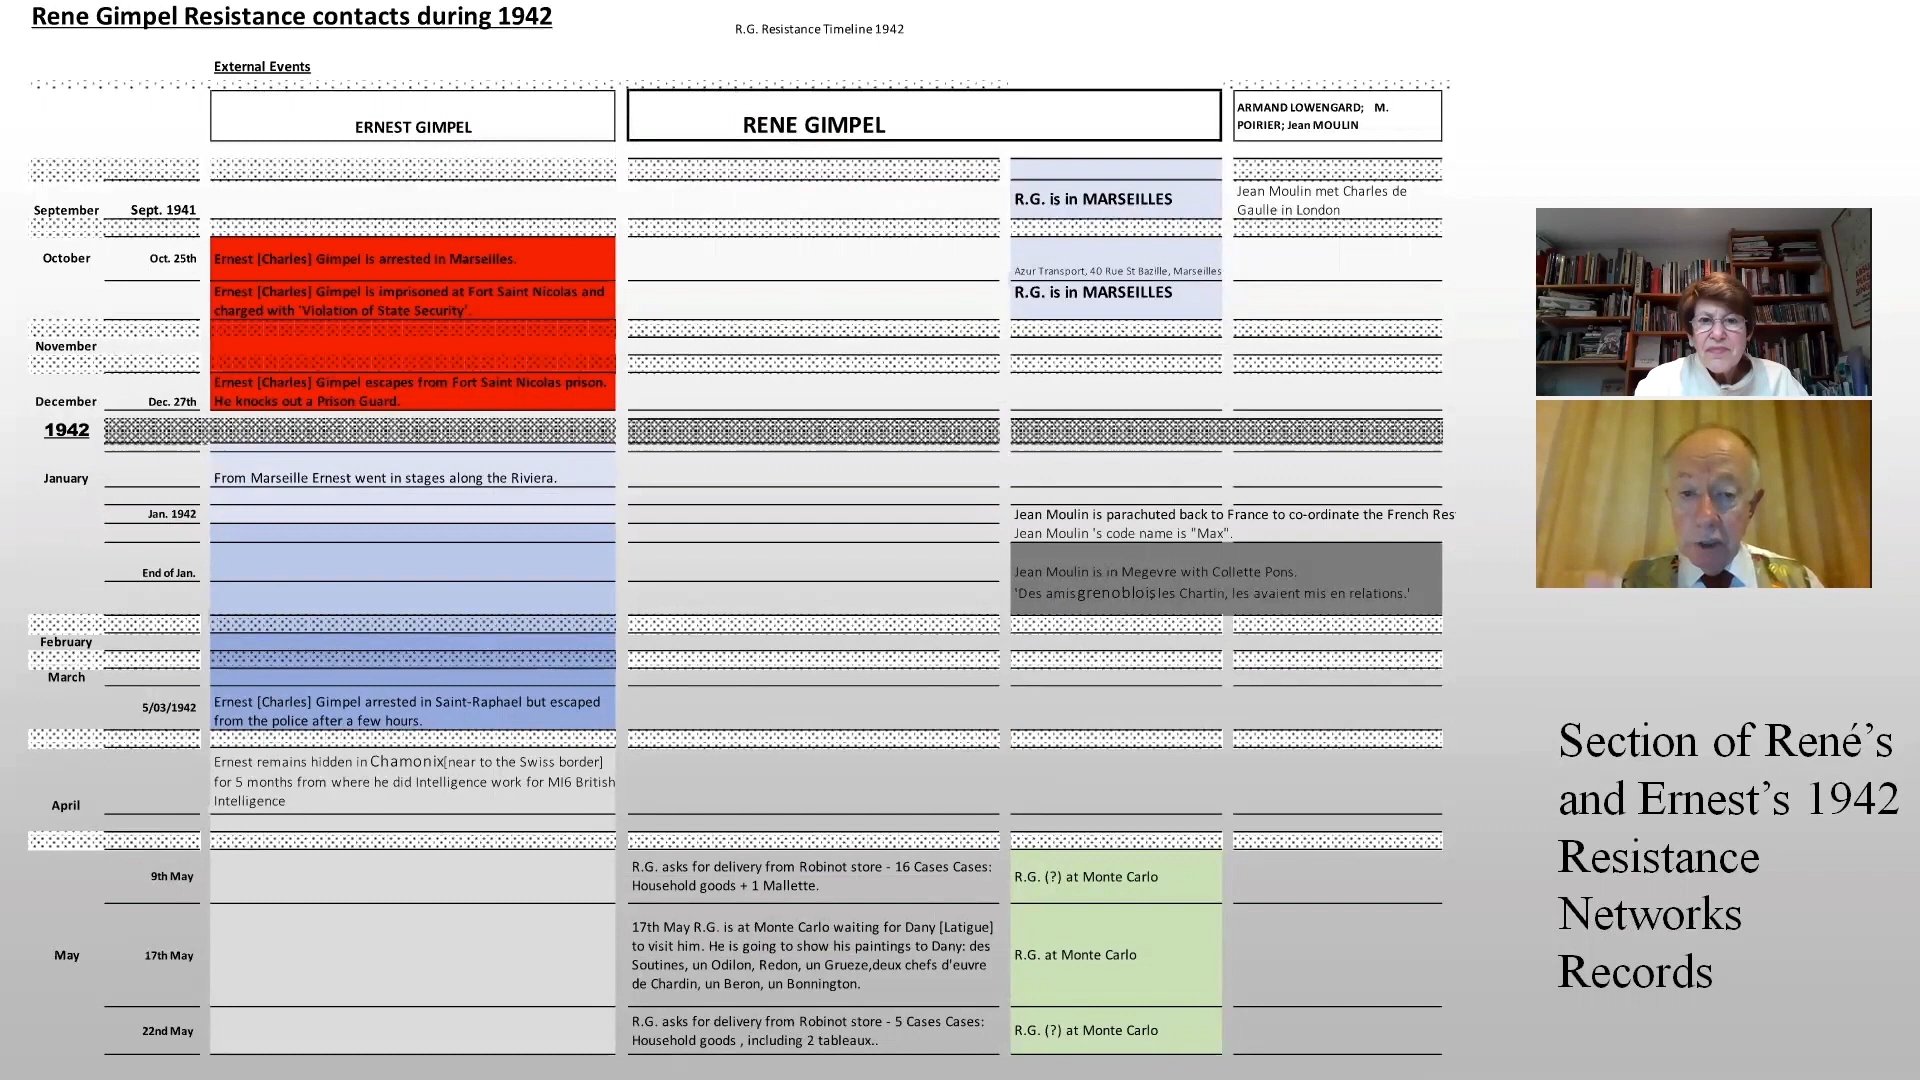 Rene Gimpel Resistance contacts during 1942
R.G. Resistance Timeline 1942
External Events
ERNEST GIMPEL
RENE GIMPEL
ARMAND LOWENGARD; M.
POIRIER; Jean MOULIN
September
Sept. 1941
R.G. is in MARSEILLES
Jean Moulin met Charles de
Gaulle in London
October
Oct. 25th
Ernest [Charles] Gimpel is arrested in Marseilles.
Azur Transport, 40 Rue St Bazille, Marseilles
Ernest [Charles] Gimpel is imprisoned at Fort Saint Nicolas and
charged with 'Violation of State Security'.
R.G. is in MARSEILLES
November
December
Dec. 27th
Ernest [Charles] Gimpel escapes from Fort Saint Nicolas prison.
He knocks out a Prison Guard.
1942
January
From Marseille Ernest went in stages along the Riviera.
Jan. 1942
Jean Moulin is parachuted back to France to co-ordinate the French Res
Jean Moulin 's code name is "Max".
End of Jan.
Jean Moulin is in Megevre with Collette Pons.
'Des amis grenoblois, les Chartin, les avaient mis en relations.'
February
March
5/03/1942
Ernest [Charles] Gimpel arrested in Saint-Raphael but escaped
from the police after a few hours.
April
Ernest remains hidden in Chamonix[near to the Swiss border]
for 5 months from where he did Intelligence work for MI6 British
Intelligence
9th May
R.G. asks for delivery from Robinot store - 16 Cases Cases:
Household goods + 1 Mallette.
R.G. (?) at Monte Carlo
May
17th May
17th May R.G. is at Monte Carlo waiting for Dany [Latigue]
to visit him. He is going to show his paintings to Dany: des
Soutines, un Odilon, Redon, un Grueze,deux chefs d'euvre
de Chardin, un Beron, un Bonnington.
R.G. at Monte Carlo
22nd May
R.G. asks for delivery from Robinot store - 5 Cases Cases:
Household goods , including 2 tableaux..
R.G. (?) at Monte Carlo
Section of René’s
and Ernest’s 1942
Resistance
Networks
Records